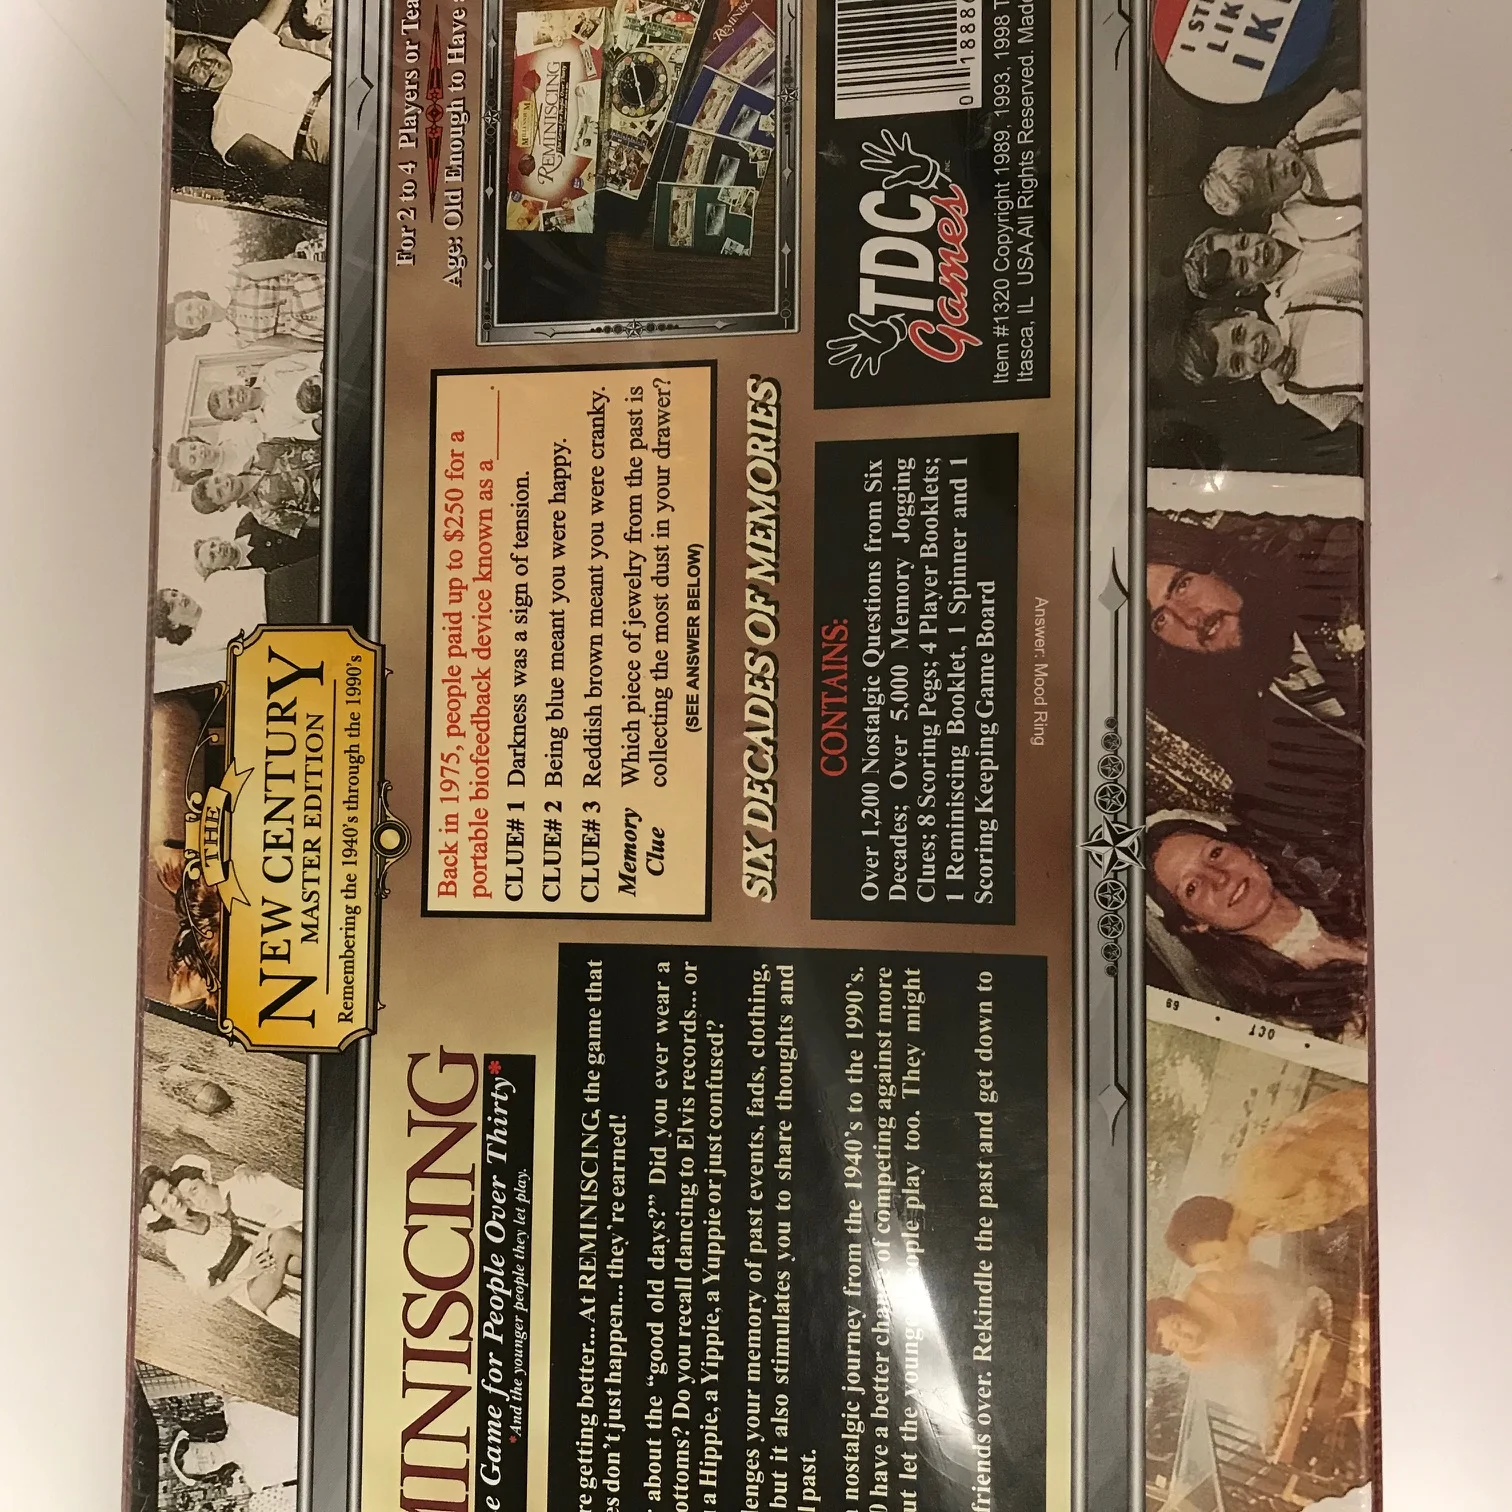 THE
NEW CENTURY
MASTER EDITION
Remembering the 1940's through the 1990's
MINISCING
Game for People Over Thirty*
*And the younger people they let play.
getting better... At REMINISCING, the game that
don't just happen... they're earned!
about the "good old days?" Did you ever wear a
Do you recall dancing to Elvis records... or
a Hippie, a Yippie, a Yuppie or just confused?
your memory of past events, fads, clothing,
but it also stimulates you to share thoughts and
past.
nostalgic journey from the 1940's to the 1990's.
have a better of competing against more
let the people play too. They might
friends over. Rekindle the past and get down to
Back in 1975, people paid up to $250 for a
portable biofeedback device known as a ______.
CLUE# 1 Darkness was a sign of tension.
CLUE# 2 Being blue meant you were happy.
CLUE# 3 Reddish brown meant you were cranky.
Memory Which piece of jewelry from the past is
Clue collecting the most dust in your drawer?
(SEE ANSWER BELOW)
SIX DECADES OF MEMORIES
CONTAINS:
Over 1,200 Nostalgic Questions from Six
Decades; Over 5,000 Memory Jogging
Clues; 8 Scoring Pegs; 4 Player Booklets;
1 Reminiscing Booklet, 1 Spinner and 1
Scoring Keeping Game Board
Answer: Mood Ring
For 2 to 4 Players or
Age: Old Enough to Have
REMINISCING
TDC
Games INC
0 1888
Item #1320 Copyright 1989, 1993, 1998
Itasca, IL USA All Rights Reserved.
I
LIK
IK
OCT 69